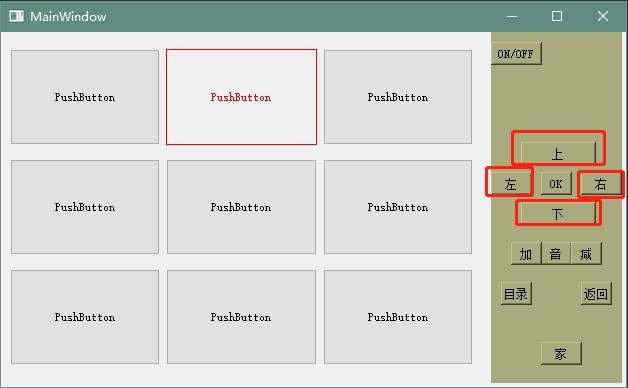 MainWindow
ON/OFF
PushButton PushButton PushButton
上
左 OK 右
PushButton PushButton PushButton
下
加 音 减
目录 返回
PushButton PushButton PushButton
家